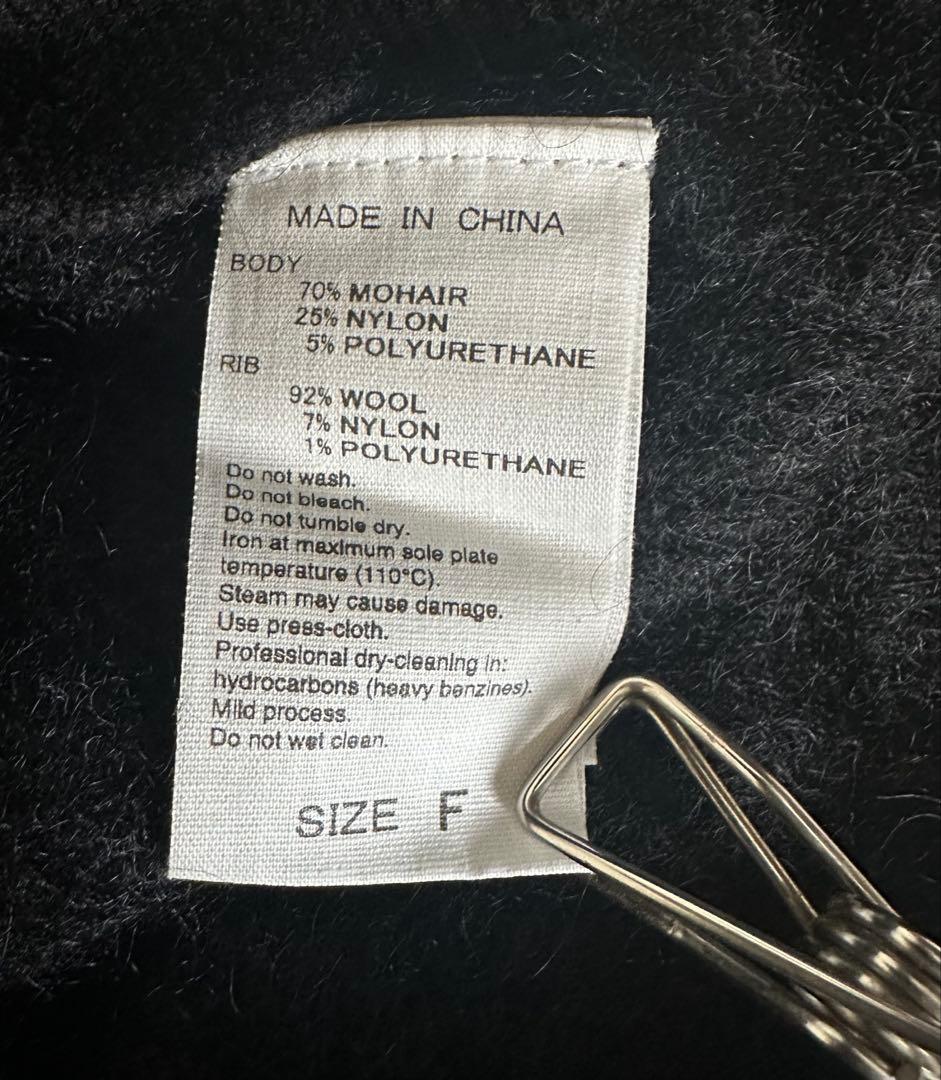 MADE IN CHINA
BODY
70% MOHAIR
25% NYLON
5% POLYURETHANE
RIB
92% WOOL
7% NYLON
1% POLYURETHANE
Do not wash.
Do not bleach.
Do not tumble dry.
Iron at maximum sole plate
temperature (110°C).
Steam may cause damage.
Use press-cloth.
Professional dry-cleaning in:
hydrocarbons (heavy benzines).
Mild process.
Do not wet clean.
SIZE F